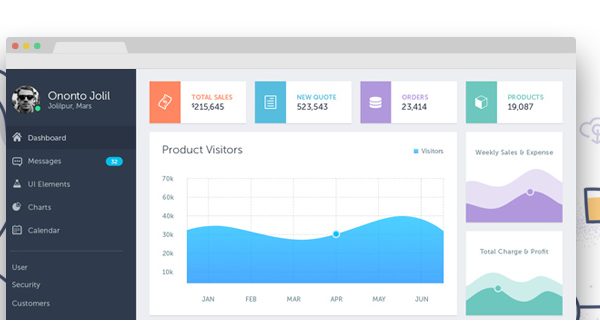 Ononto Jolil
Jolilpur, Mars
Dashboard
Messages
32
UI Elements
Charts
Calendar
User
Security
Customers
TOTAL SALES
$215,645
NEW QUOTE
523,543
ORDERS
23,414
PRODUCTS
19,087
Product Visitors
Visitors
70k
60k
40k
30k
20k
10k
JAN
FEB
MAR
APR
MAY
JUN
Weekly Sales & Expense
Total Charge & Profit